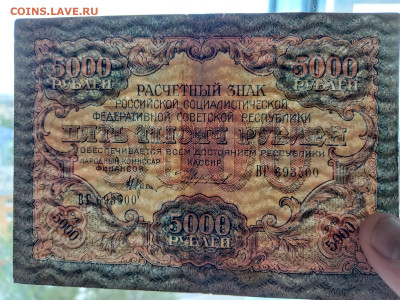 COINS.LAVE.RU
5000 5000
РУБЛЕЙ РУБЛЕЙ
РАСЧЕТНЫЙ ЗНАК
РОССИЙСКОЙ СОЦИАЛИСТИЧЕСКОЙ
ФЕДЕРАТИВНОЙ СОВЕТСКОЙ РЕСПУБЛИКИ
ПЯТЬ ТЫСЯЧ РУБЛЕЙ
ОБЕСПЕЧИВАЕТСЯ ВСЕМ ДОСТОЯНИЕМ РЕСПУБЛИКИ
НАРОДНЫЙ КОМИССАР КАССИР
ФИНАНСОВ
5000
5000
РУБЛЕЙ
5000